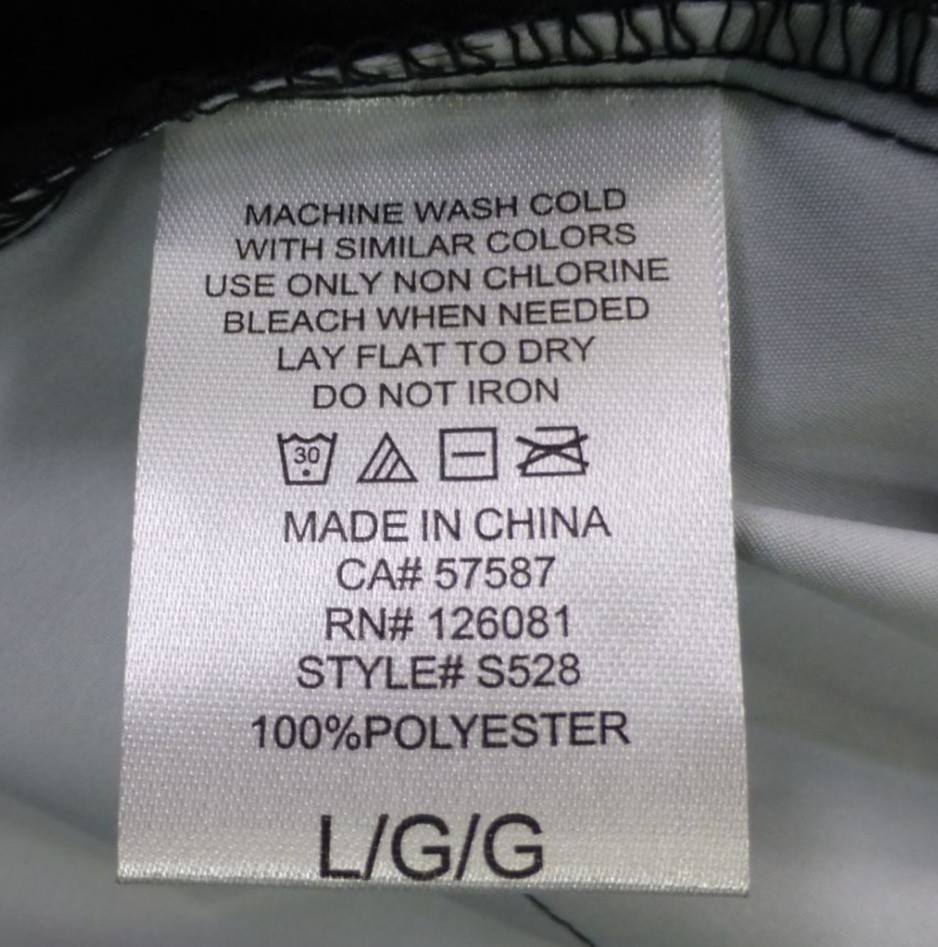 MACHINE WASH COLD
WITH SIMILAR COLORS
USE ONLY NON CHLORINE
BLEACH WHEN NEEDED
LAY FLAT TO DRY
DO NOT IRON
30
MADE IN CHINA
CA# 57587
RN# 126081
STYLE# S528
100%POLYESTER
L/G/G